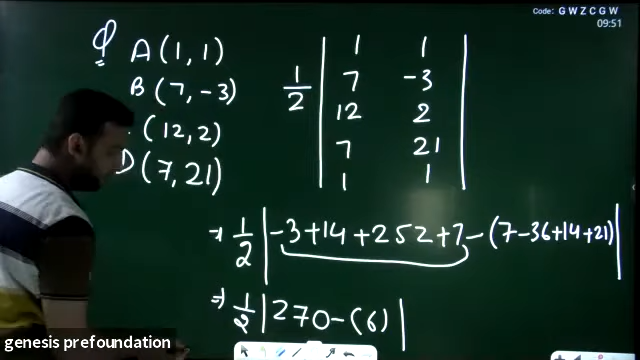 Code: GWZCGW
09:51
Q A(1, 1)
B(7, -3)
(12, 2)
D(7, 21)
1/2 | 1 1
7 -3
12 2
7 21
1 1 |
⇒ 1/2 | -3+14+252+7-(7-36+14+21) |
⇒ 1/2 | 270-(6) |
genesis prefoundation